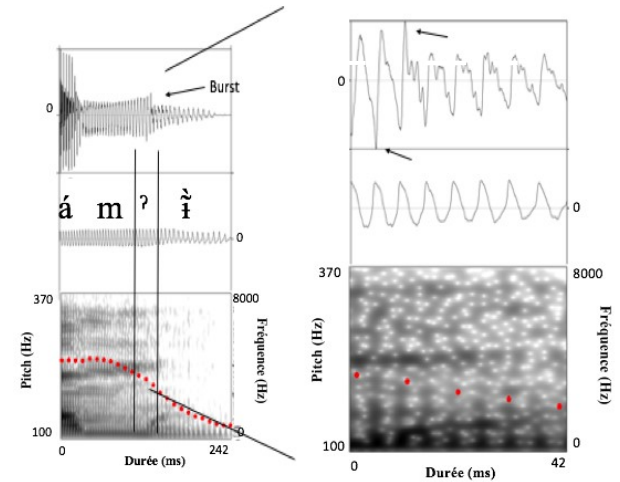 Burst
0
á m ˀ ɨ̰̀
0
370
8000
Pitch (Hz)
Fréquence (Hz)
100
0
0
242
Durée (ms)
0
0
370
8000
Pitch (Hz)
Fréquence (Hz)
100
0
0
42
Durée (ms)